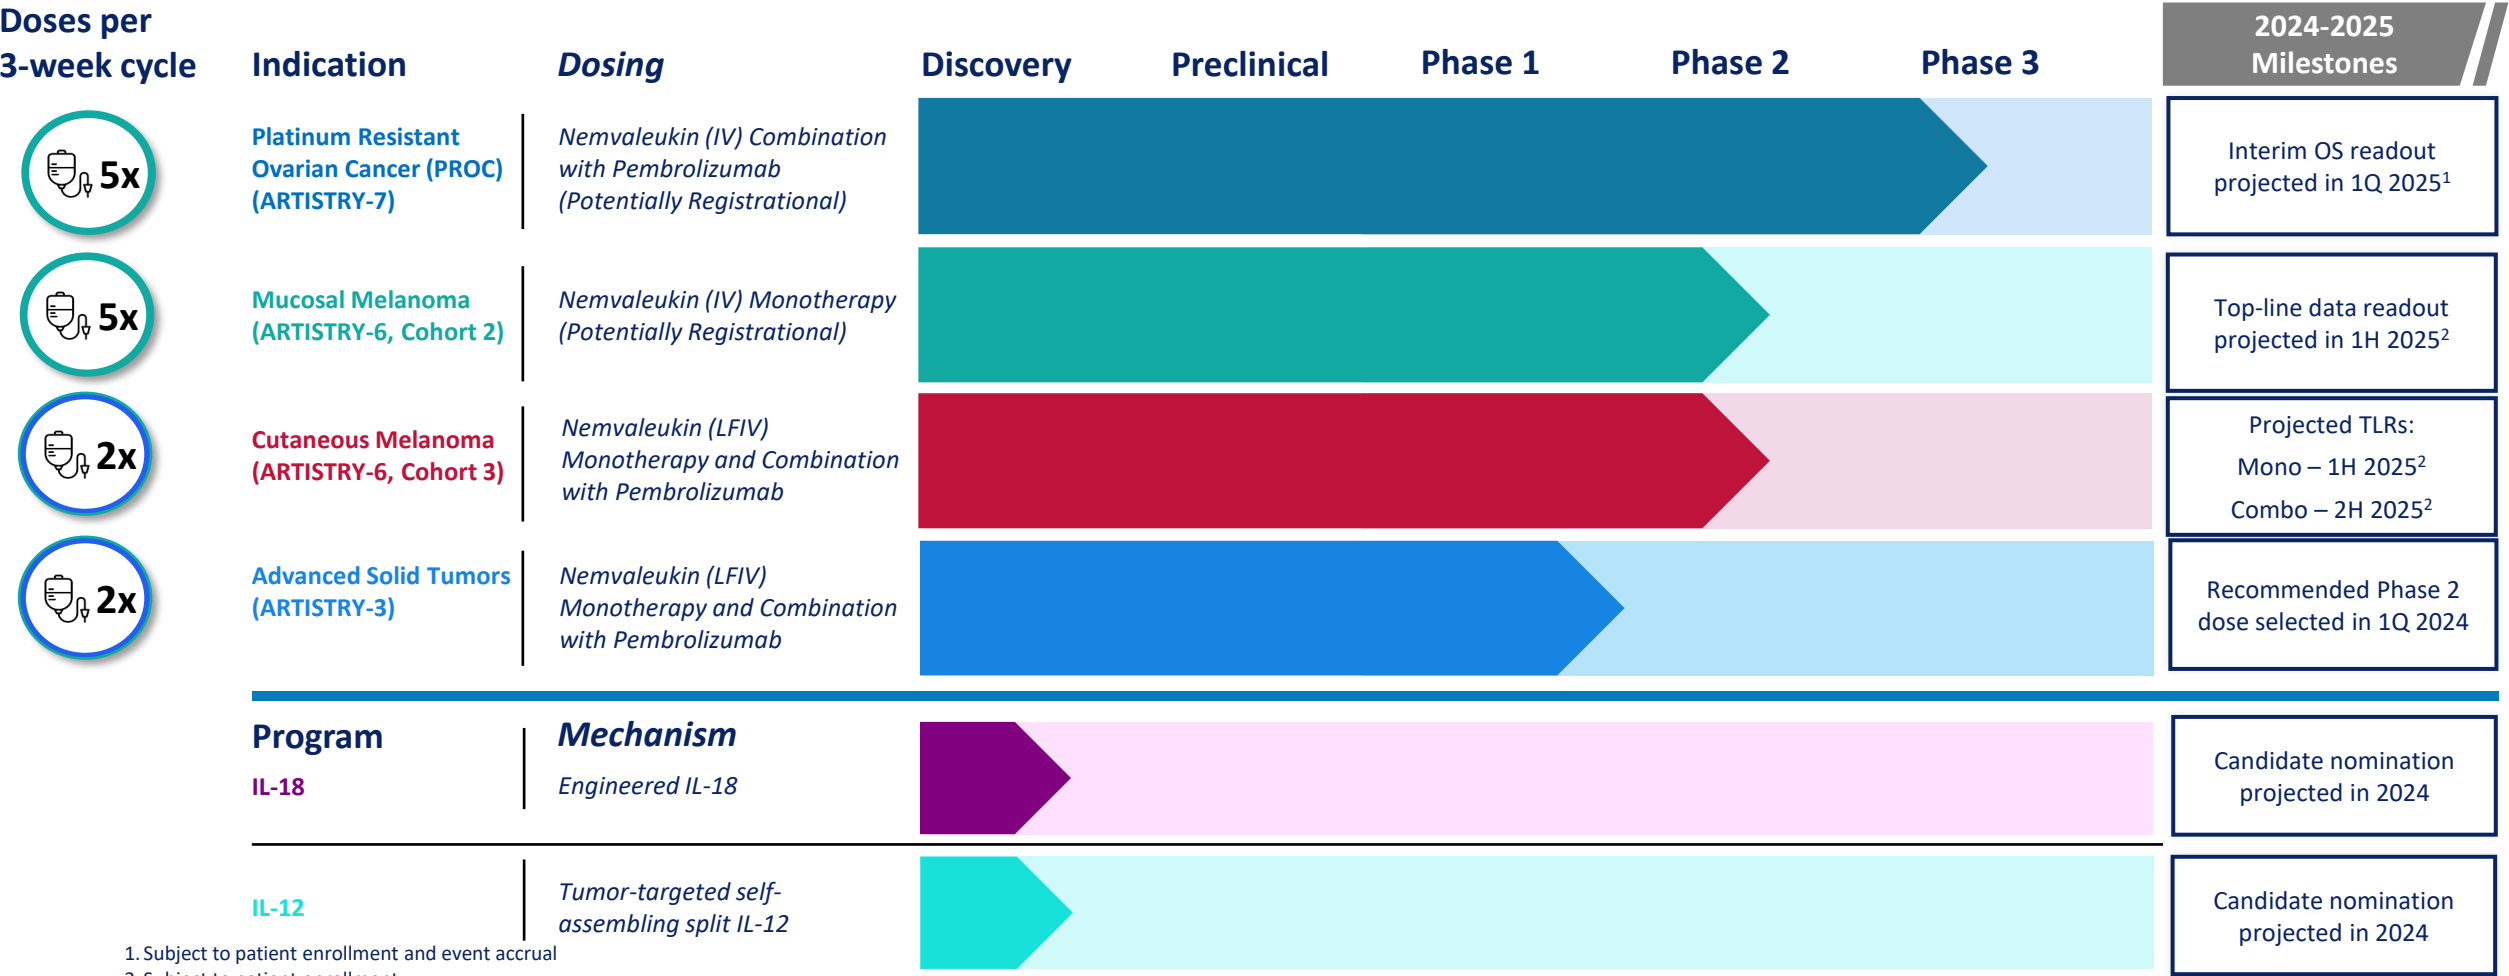 Doses per
3-week cycle
Indication
Dosing
Discovery
Preclinical
Phase 1
Phase 2
Phase 3
2024-2025
Milestones
5x
Platinum Resistant
Ovarian Cancer (PROC)
(ARTISTRY-7)
Nemvaleukin (IV) Combination
with Pembrolizumab
(Potentially Registrational)
Interim OS readout
projected in 1Q 2025¹
5x
Mucosal Melanoma
(ARTISTRY-6, Cohort 2)
Nemvaleukin (IV) Monotherapy
(Potentially Registrational)
Top-line data readout
projected in 1H 2025²
2x
Cutaneous Melanoma
(ARTISTRY-6, Cohort 3)
Nemvaleukin (LFIV)
Monotherapy and Combination
with Pembrolizumab
Projected TLRs:
Mono – 1H 2025²
Combo – 2H 2025²
2x
Advanced Solid Tumors
(ARTISTRY-3)
Nemvaleukin (LFIV)
Monotherapy and Combination
with Pembrolizumab
Recommended Phase 2
dose selected in 1Q 2024
Program
Mechanism
IL-18
Engineered IL-18
Candidate nomination
projected in 2024
IL-12
Tumor-targeted self-
assembling split IL-12
Candidate nomination
projected in 2024
1. Subject to patient enrollment and event accrual
2. Subject to patient enrollment